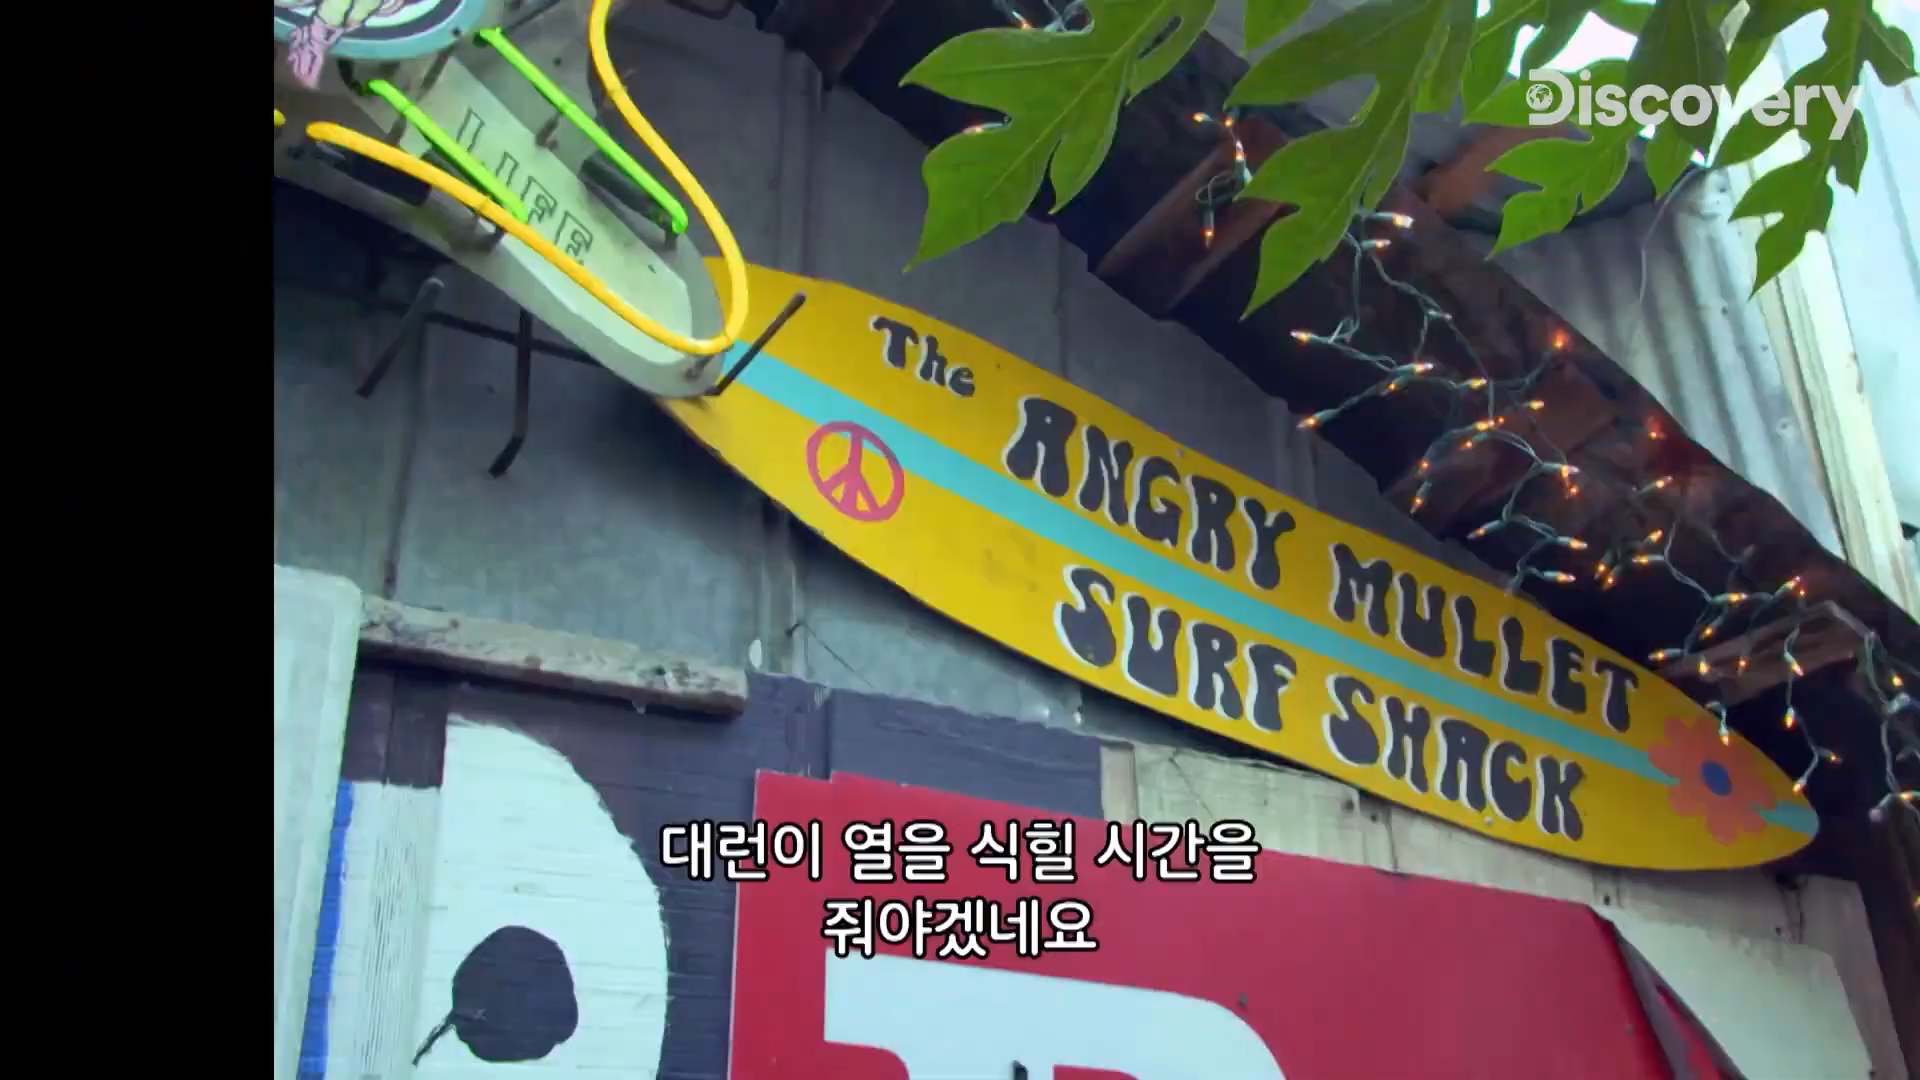 Discovery
LIFE
The
ANGRY MULLET
SURF SHACK
대런이 열을 식힐 시간을
줘야겠네요